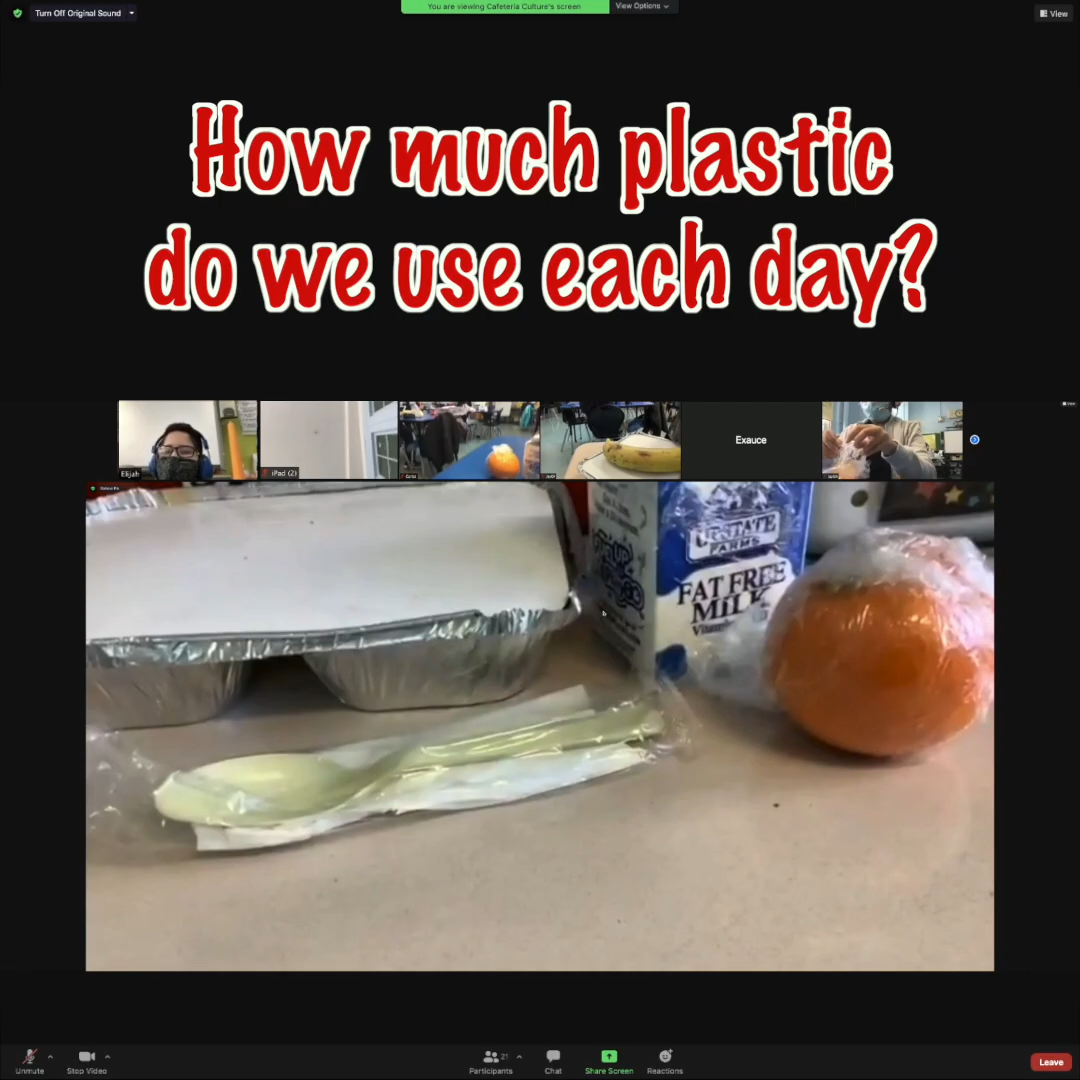 Turn Off Original Sound
You are viewing Cafeteria Culture's screen
View Options
View
How much plastic
do we use each day?
Elijah
iPad (2)
Exauce
UPSTATE
FARMS
FAT FREE
MILK
Unmute
Stop Video
Participants
21
Chat
Share Screen
Reactions
Leave